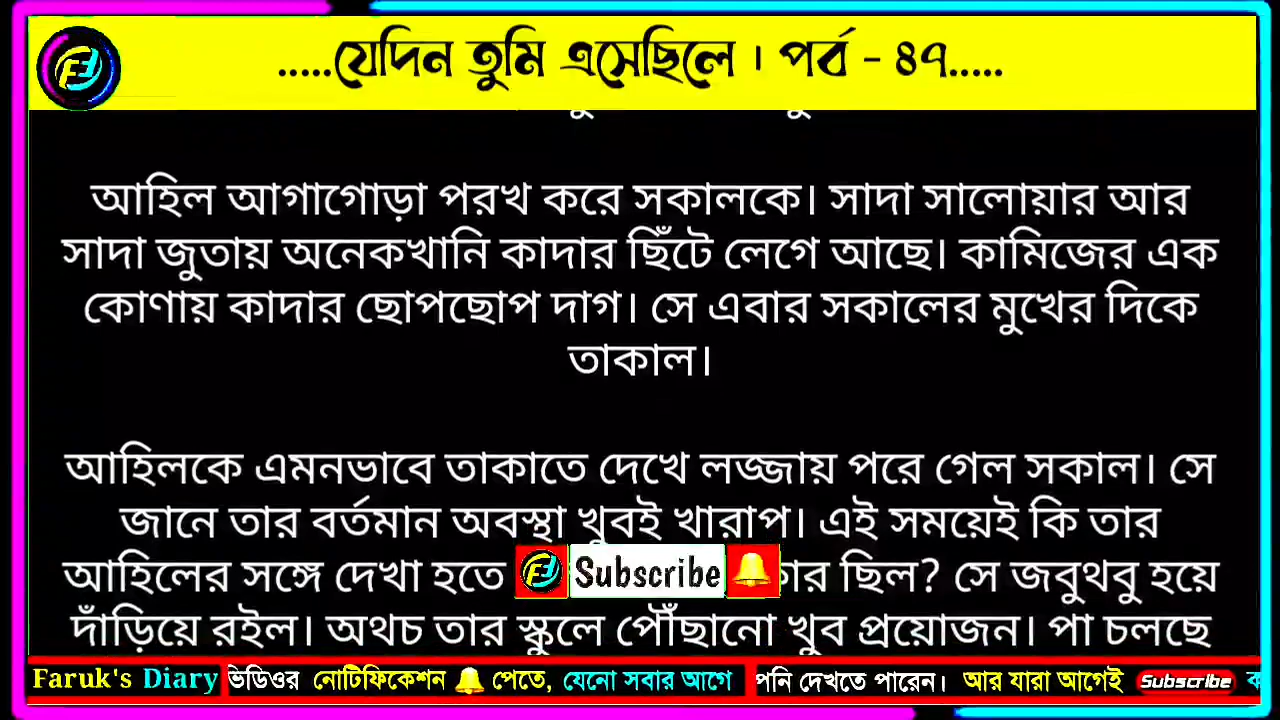 .....যেদিন তুমি এসেছিলে । পর্ব - ৪৭.....
আহিল আগাগোড়া পরখ করে সকালকে। সাদা সালোয়ার আর
সাদা জুতায় অনেকখানি কাদার ছিঁটে লেগে আছে। কামিজের এক
কোণায় কাদার ছোপছোপ দাগ। সে এবার সকালের মুখের দিকে
তাকাল।
আহিলকে এমনভাবে তাকাতে দেখে লজ্জায় পরে গেল সকাল। সে
জানে তার বর্তমান অবস্থা খুবই খারাপ। এই সময়েই কি তার
আহিলের সঙ্গে দেখা হতে ছিল? সে জবুথবু হয়ে
Subscribe
দাঁড়িয়ে রইল। অথচ তার স্কুলে পৌঁছানো খুব প্রয়োজন। পা চলছে
Faruk's Diary ভিডিওর নোটিফিকেশন পেতে, যেনো সবার আগে পনি দেখতে পারেন। আর যারা আগেই Subscribe